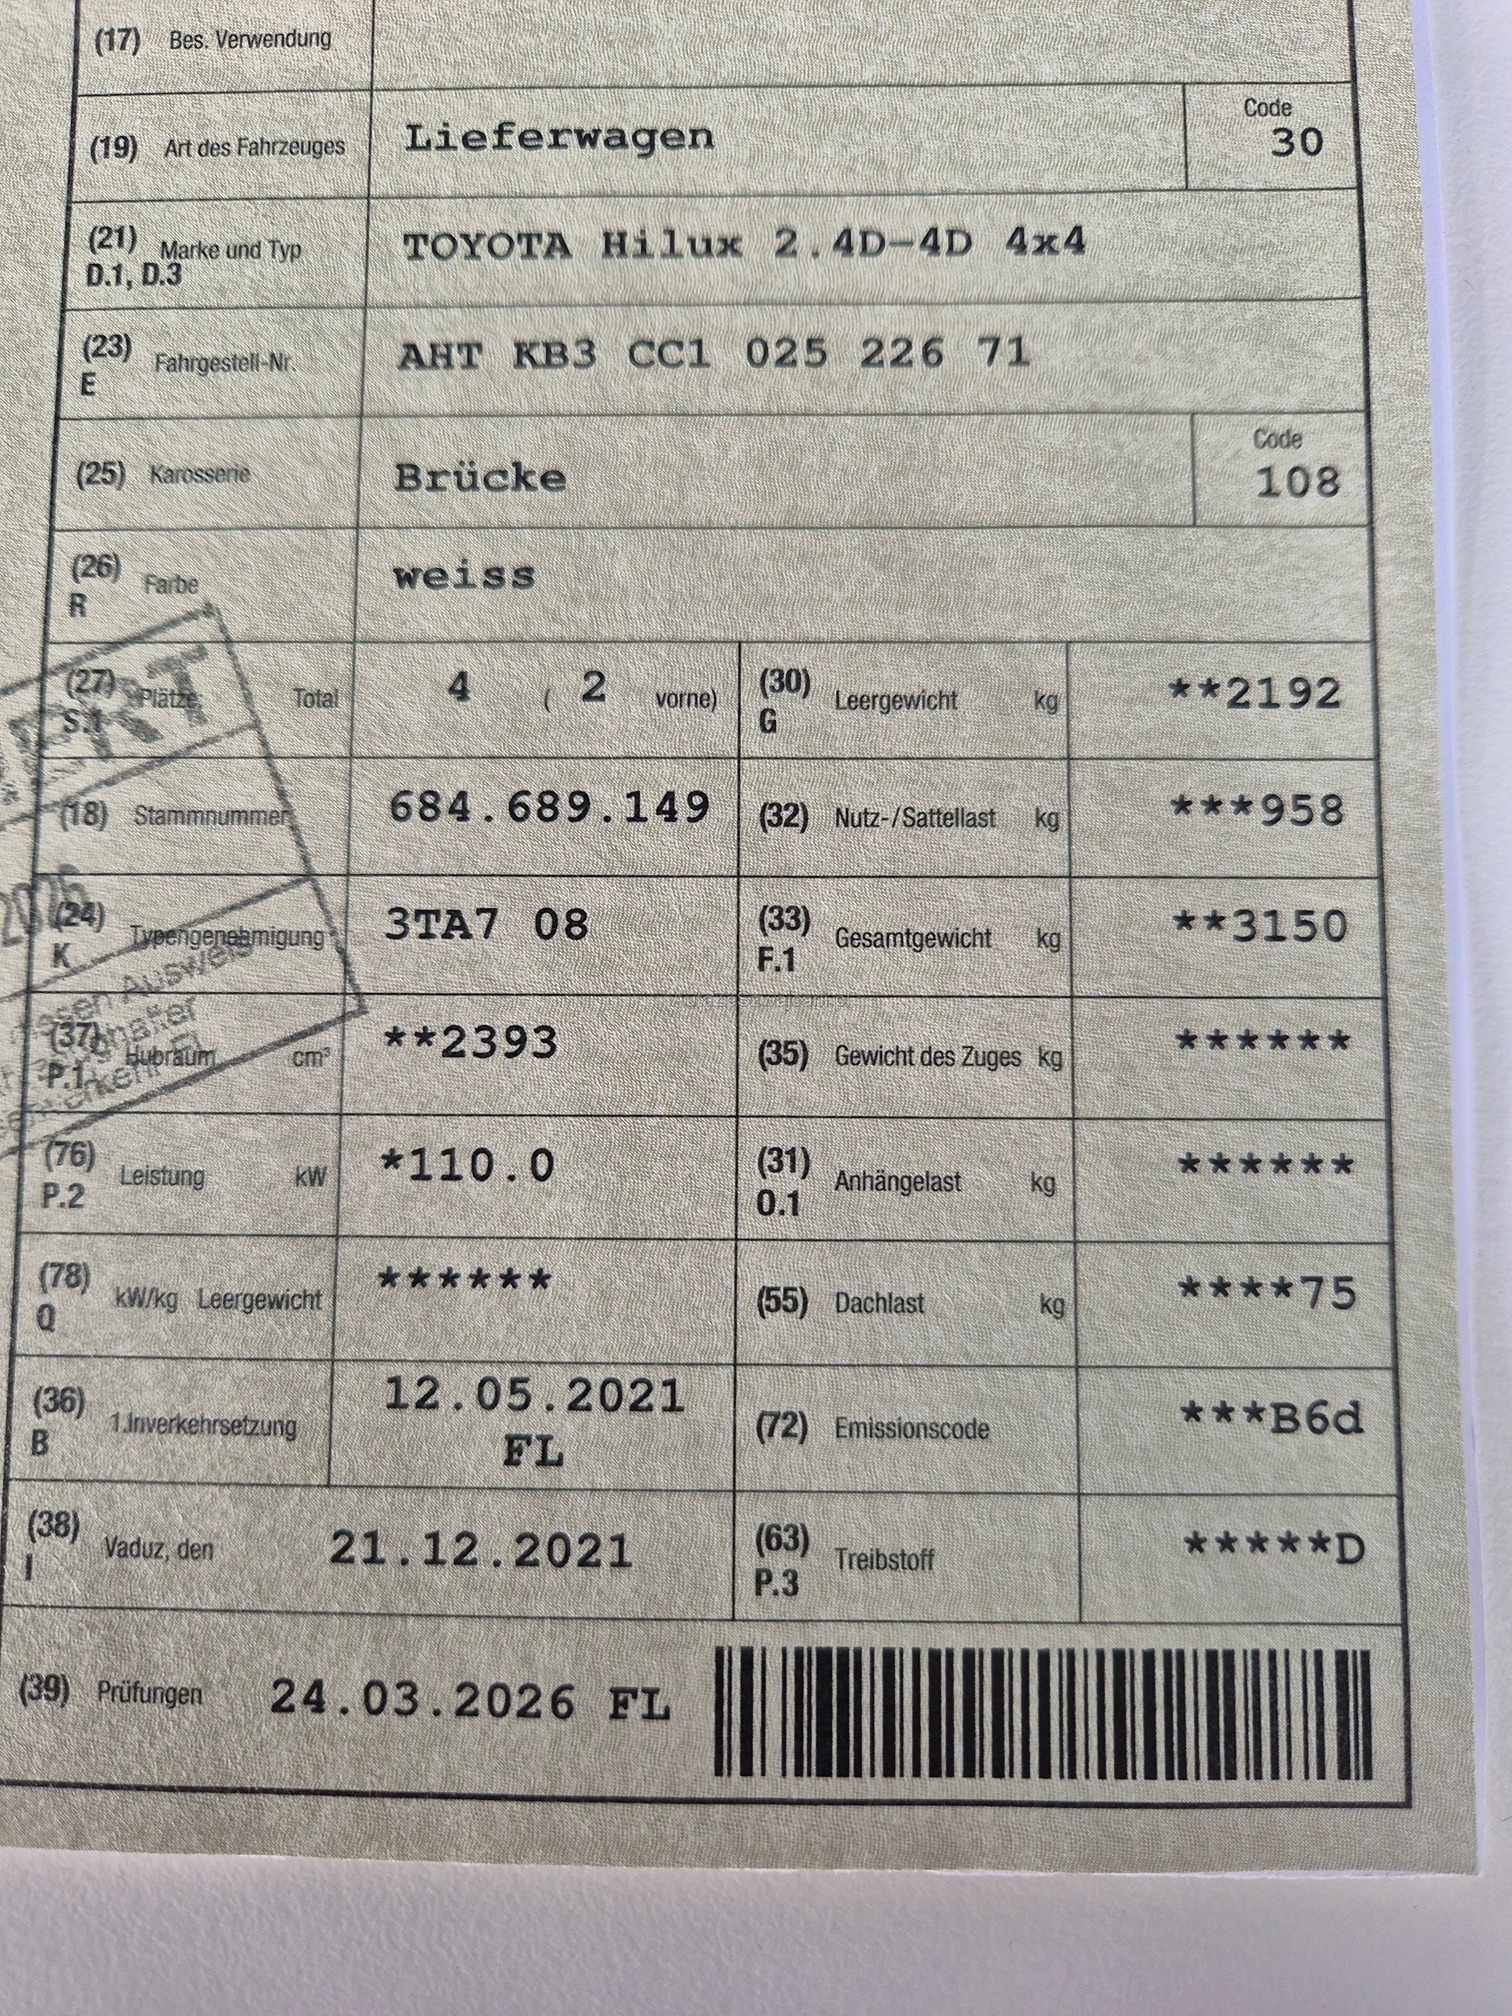 (17) Bes. Verwendung
(19) Art des Fahrzeuges Lieferwagen Code 30
(21) D.1, D.3 Marke und Typ TOYOTA Hilux 2.4D-4D 4x4
(23) E Fahrgestell-Nr. AHT KB3 CC1 025 226 71
(25) Karosserie Brücke Code 108
(26) R Farbe weiss
(27) S.1 Plätze: Total 4 ( 2 vorne) (30) G Leergewicht kg **2192
(18) Stammnummer 684.689.149 (32) Nutz-/Sattellast kg ***958
(24) K Typengenehmigung 3TA7 08 (33) F.1 Gesamtgewicht kg **3150
(37) P.1 Hubraum cm³ **2393 (35) Gewicht des Zuges kg ******
(76) P.2 Leistung kW *110.0 (31) O.1 Anhängelast kg ******
(78) Q kW/kg Leergewicht ****** (55) Dachlast kg ****75
(36) B 1.Inverkehrsetzung 12.05.2021 FL (72) Emissionscode ***B6d
(38) I Vaduz, den 21.12.2021 (63) P.3 Treibstoff *****D
(39) Prüfungen 24.03.2026 FL
Ausweis